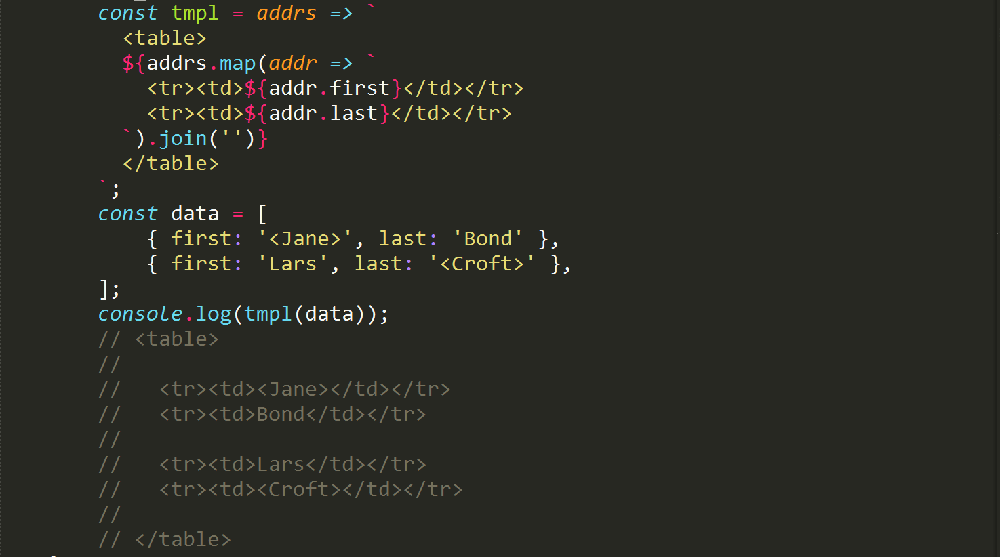 const tmpl = addrs => `
  <table>
  ${addrs.map(addr => `
    <tr><td>${addr.first}</td></tr>
    <tr><td>${addr.last}</td></tr>
  `).join('')}
  </table>
`;
const data = [
    { first: '<Jane>', last: 'Bond' },
    { first: 'Lars', last: '<Croft>' },
];
console.log(tmpl(data));
// <table>
//
//   <tr><td><Jane></td></tr>
//   <tr><td>Bond</td></tr>
//
//   <tr><td>Lars</td></tr>
//   <tr><td><Croft></td></tr>
//
// </table>